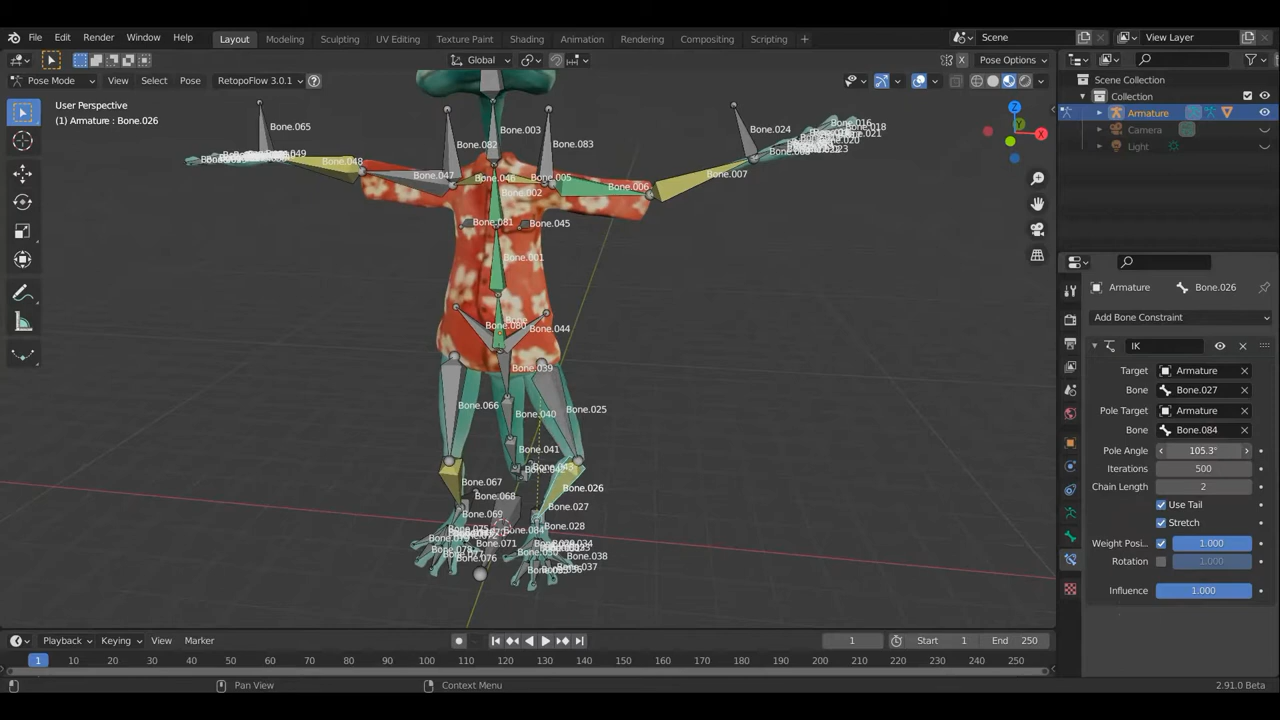 File Edit Render Window Help Layout Modeling Sculpting UV Editing Texture Paint Shading Animation Rendering Compositing Scripting + Scene View Layer
Global Pose Options
Pose Mode View Select Pose RetopoFlow 3.0.1
User Perspective
(1) Armature : Bone.026
Bone.065
Bone.003
Bone.082
Bone.083
Bone.024
Bone.016
Bone.018
Bone.021
Bone.020
Bone.049
Bone.048
Bone.047
Bone.046
Bone.005
Bone.002
Bone.006
Bone.007
Bone.081
Bone.045
Bone.001
Bone
Bone.080
Bone.044
Bone.039
Bone.066
Bone.040
Bone.025
Bone.041
Bone.042
Bone.067
Bone.026
Bone.068
Bone.027
Bone.069
Bone.028
Bone.084
Bone.071
Bone.034
Bone.038
Bone.076
Bone.037
Z
Y
X
Scene Collection
Collection
Armature
Camera
Light
Armature Bone.026
Add Bone Constraint
IK
Target Armature
Bone Bone.027
Pole Target Armature
Bone Bone.084
Pole Angle 105.3°
Iterations 500
Chain Length 2
Use Tail
Stretch
Weight Posi... 1.000
Rotation 1.000
Influence 1.000
Playback Keying View Marker 1 Start 1 End 250
1 10 20 30 40 50 60 70 80 90 100 110 120 130 140 150 160 170 180 190 200 210 220 230 240 250
Pan View Context Menu 2.91.0 Beta